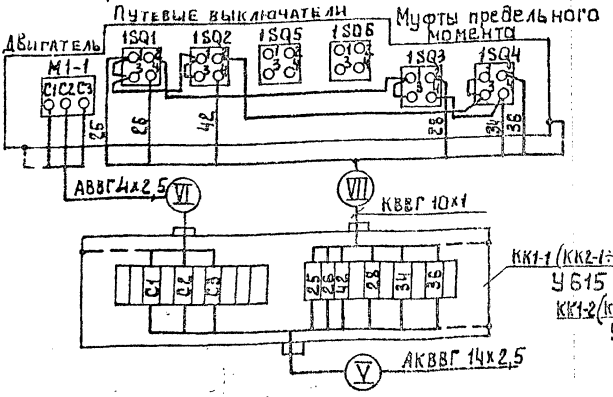 Путевые выключатели
Муфты предельного
момента
Двигатель
М1-1
1SQ1
1SQ2
1SQ5
1SQ6
1SQ3
1SQ4
С1 С2 С3
25
26
42
28
34
36
АВВГ 4х2,5
VI
VII
КВВГ 10х1
С1 С2 С3
25 26 42 28 34 36
КК1-1 (КК2-1÷
У615
КК1-2(К
V
АКВВГ 14х2,5